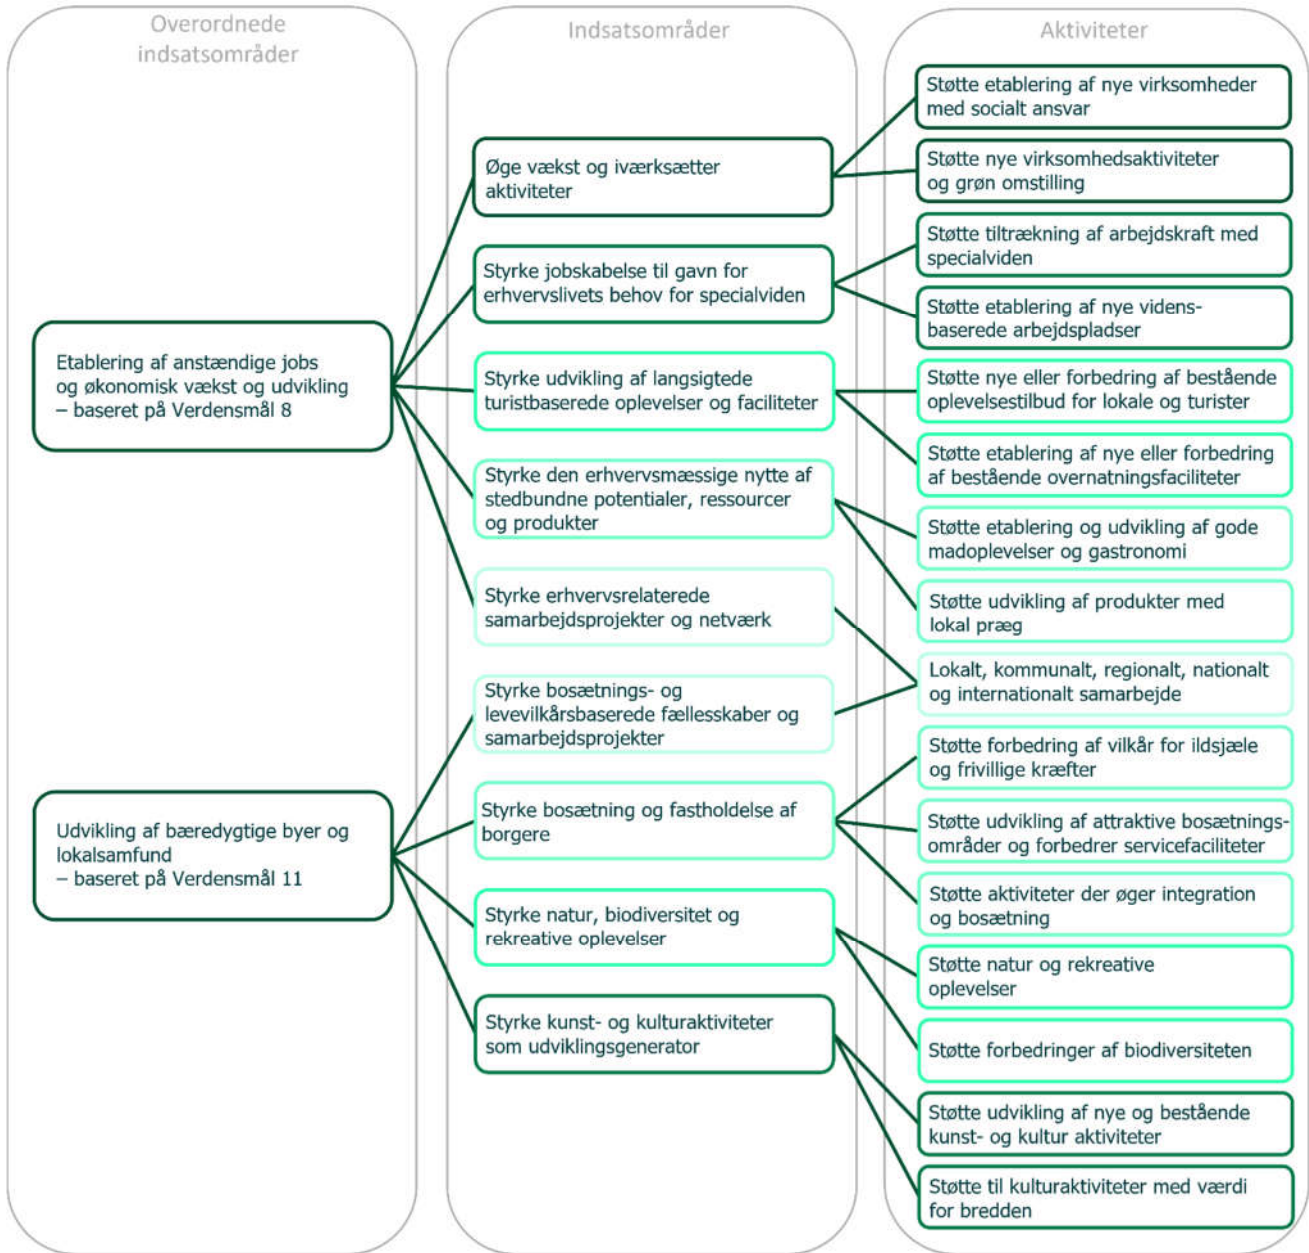 Overordnede
indsatsområder
Etablering af anstændige jobs
og økonomisk vækst og udvikling
– baseret på Verdensmål 8
Udvikling af bæredygtige byer og
lokalsamfund
– baseret på Verdensmål 11
Indsatsområder
Øge vækst og iværksætter
aktiviteter
Styrke jobskabelse til gavn for
erhvervslivets behov for specialviden
Styrke udvikling af langsigtede
turistbaserede oplevelser og faciliteter
Styrke den erhvervsmæssige nytte af
stedbundne potentialer, ressourcer
og produkter
Styrke erhvervsrelaterede
samarbejdsprojekter og netværk
Styrke bosætnings- og
levevilkårsbaserede fællesskaber og
samarbejdsprojekter
Styrke bosætning og fastholdelse af
borgere
Styrke natur, biodiversitet og
rekreative oplevelser
Styrke kunst- og kulturaktiviteter
som udviklingsgenerator
Aktiviteter
Støtte etablering af nye virksomheder
med socialt ansvar
Støtte nye virksomhedsaktiviteter
og grøn omstilling
Støtte tiltrækning af arbejdskraft med
specialviden
Støtte etablering af nye videns-
baserede arbejdspladser
Støtte nye eller forbedring af bestående
oplevelsestilbud for lokale og turister
Støtte etablering af nye eller forbedring
af bestående overnatningsfaciliteter
Støtte etablering og udvikling af gode
madoplevelser og gastronomi
Støtte udvikling af produkter med
lokal præg
Lokalt, kommunalt, regionalt, nationalt
og internationalt samarbejde
Støtte forbedring af vilkår for ildsjæle
og frivillige kræfter
Støtte udvikling af attraktive bosætnings-
områder og forbedrer servicefaciliteter
Støtte aktiviteter der øger integration
og bosætning
Støtte natur og rekreative
oplevelser
Støtte forbedringer af biodiversiteten
Støtte udvikling af nye og bestående
kunst- og kultur aktiviteter
Støtte til kulturaktiviteter med værdi
for bredden